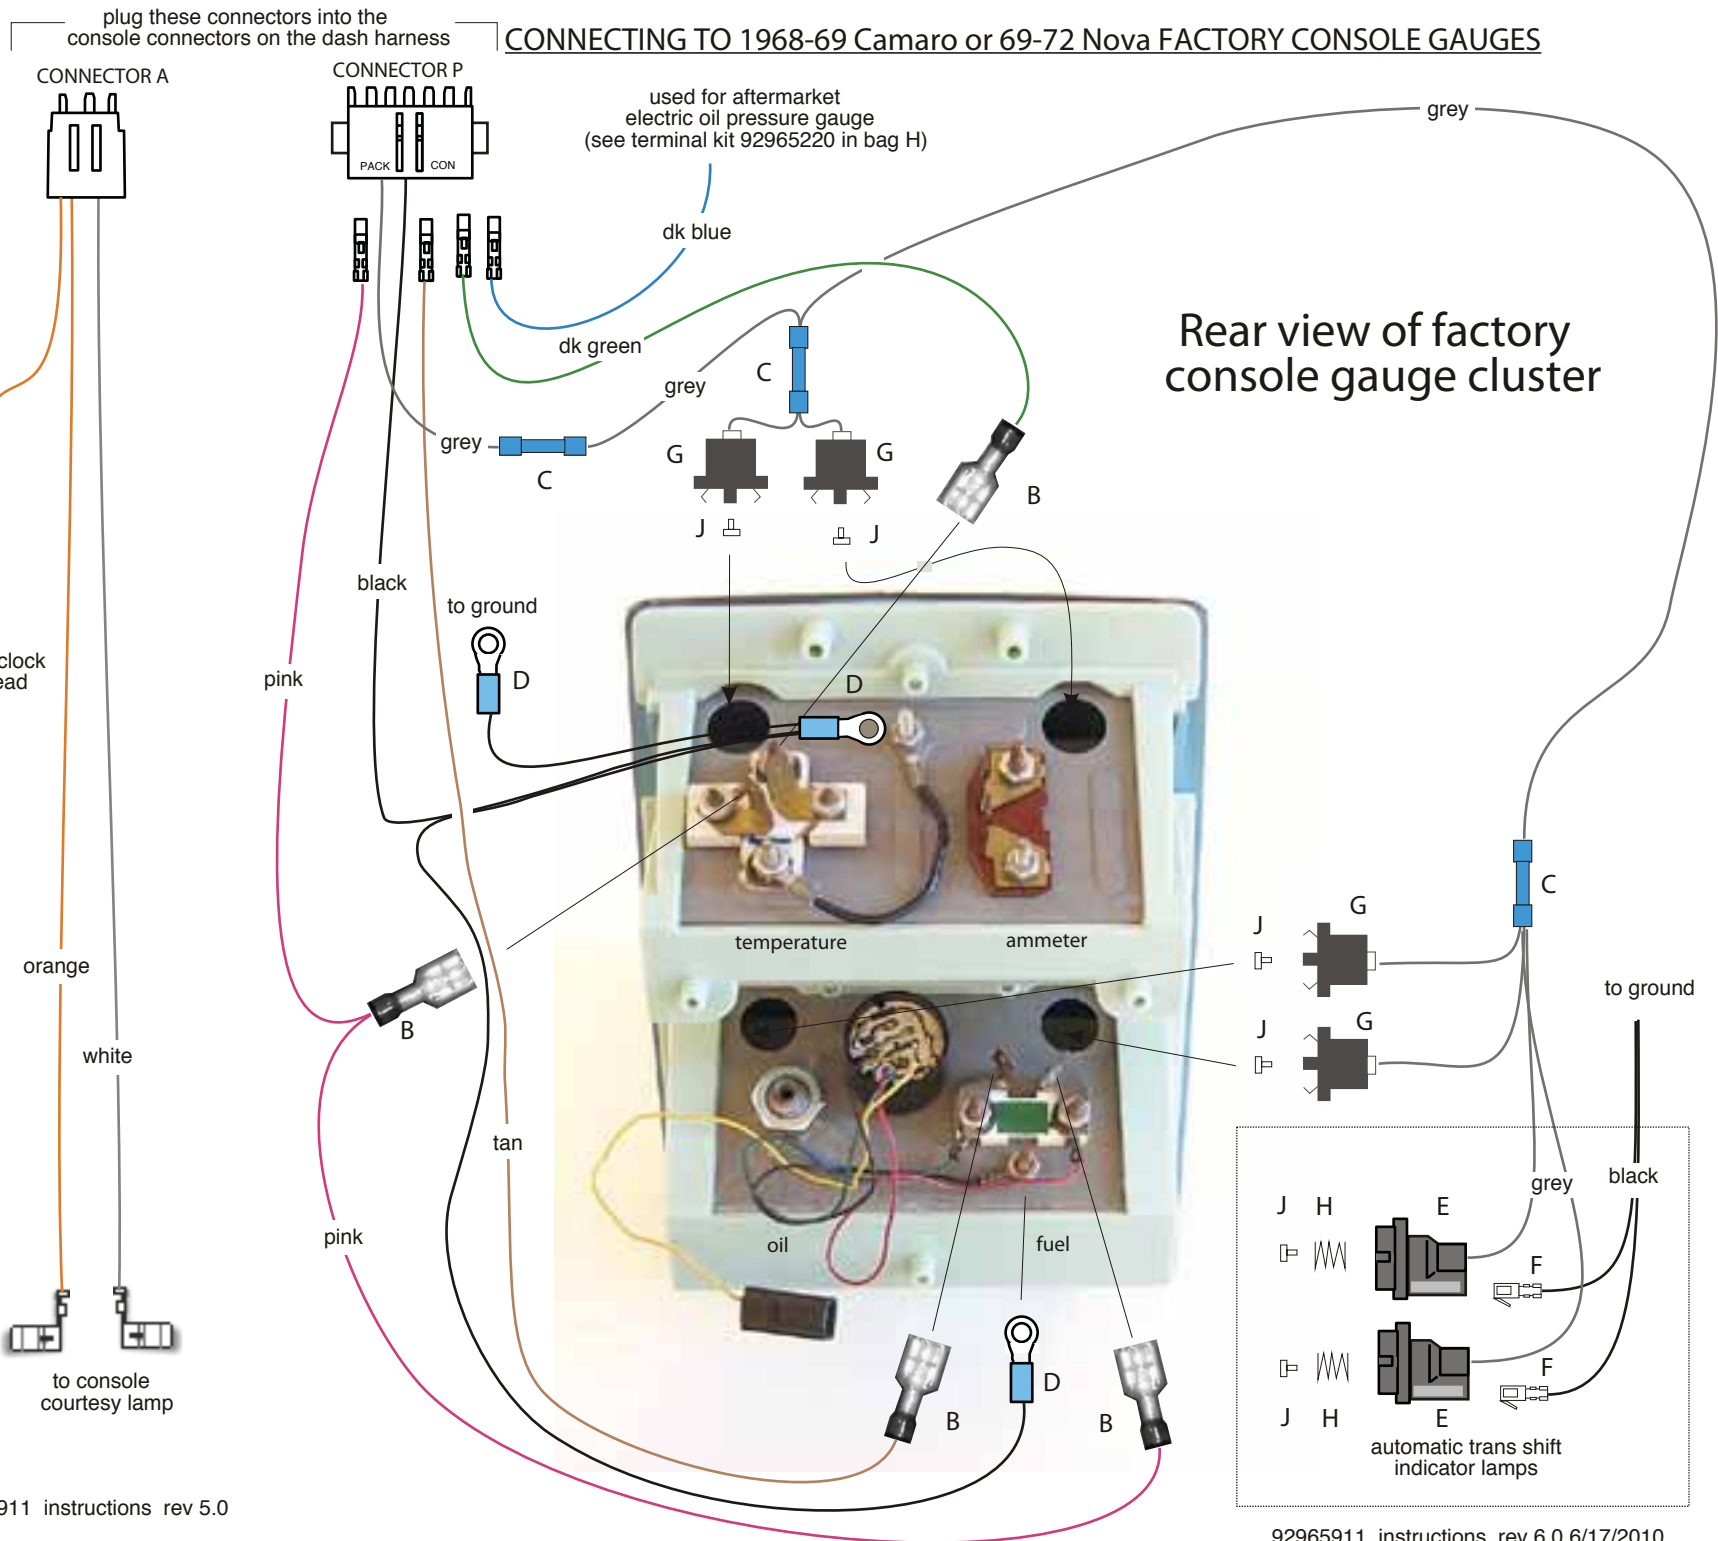 plug these connectors into the
console connectors on the dash harness
CONNECTING TO 1968-69 Camaro or 69-72 Nova FACTORY CONSOLE GAUGES
CONNECTOR A
CONNECTOR P
PACK
CON
used for aftermarket
electric oil pressure gauge
(see terminal kit 92965220 in bag H)
grey
dk blue
dk green
grey
grey
C
C
Rear view of factory
console gauge cluster
G
G
B
J
J
black
to ground
D
D
clock
ead
pink
temperature
ammeter
orange
white
B
tan
pink
oil
fuel
C
G
J
J
G
to ground
grey
black
J
H
E
F
J
H
E
F
automatic trans shift
indicator lamps
B
D
B
to console
courtesy lamp
911 instructions rev 5.0
92965911 instructions rev 6.0 6/17/2010